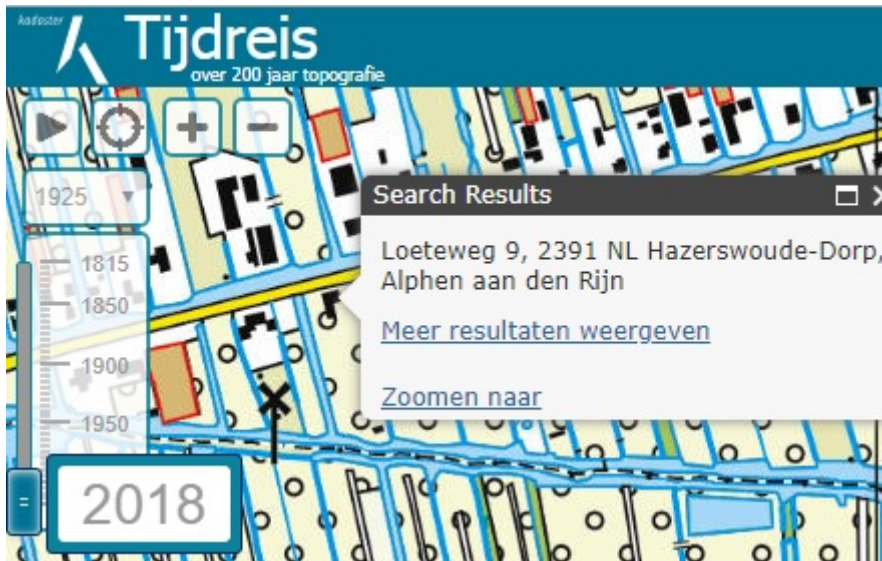 kadaster
Tijdreis
over 200 jaar topografie
1925
Search Results
Loeteweg 9, 2391 NL Hazerswoude-Dorp,
Alphen aan den Rijn
Meer resultaten weergeven
Zoomen naar
1815
1850
1900
1950
2018